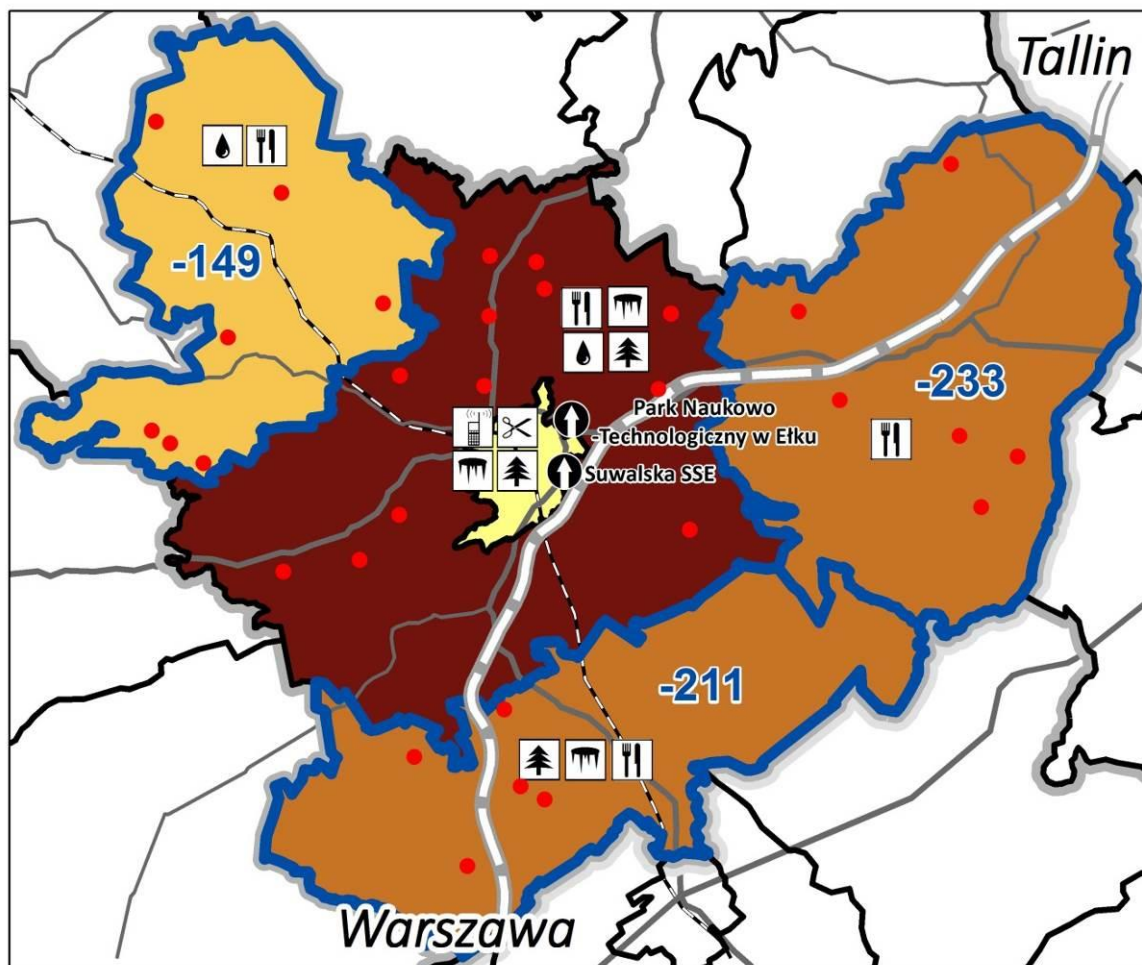 Tallin
-149
-233
Park Naukowo
-Technologiczny w Ełku
Suwalska SSE
-211
Warszawa